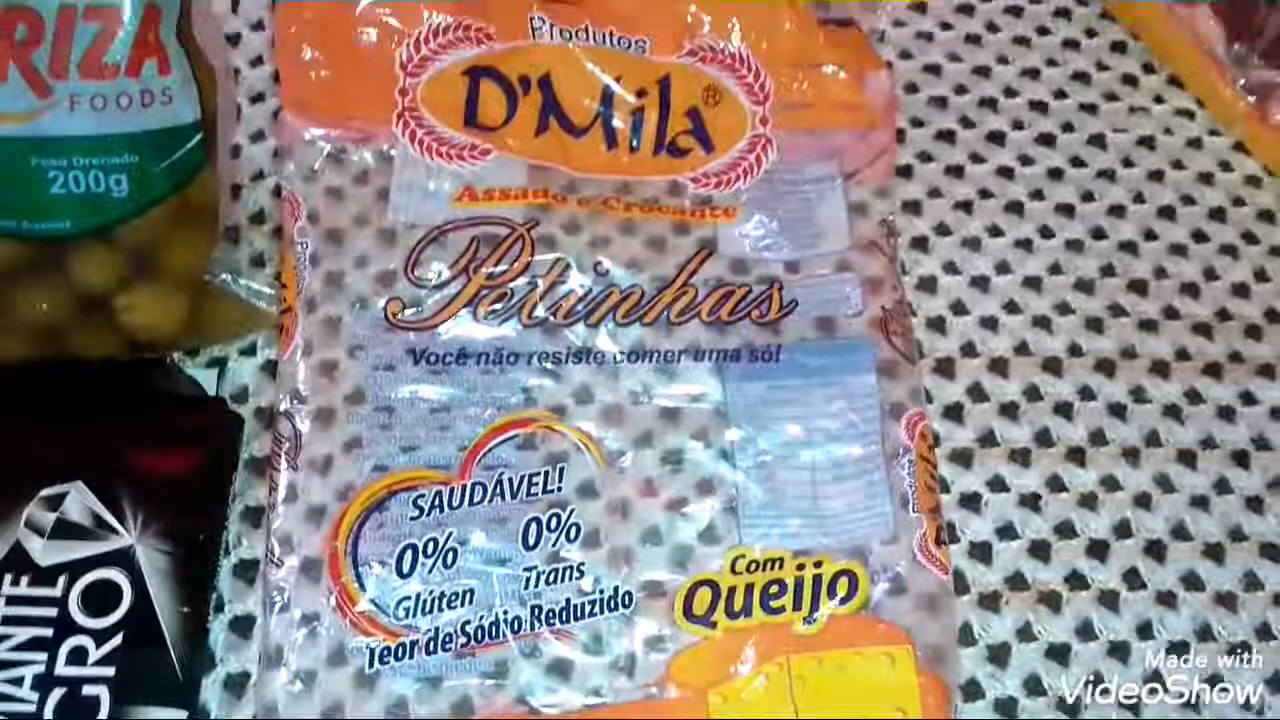 RIZA
FOODS
Peso Drenado
200g
Produtos
D'Mila®
Assado e Crocante
Petinhas
Você não resiste comer uma só!
SAUDÁVEL!
0% 0%
Glúten Trans
Teor de Sódio Reduzido
Com
Queijo
IANTE
GRO
Made with
VideoShow